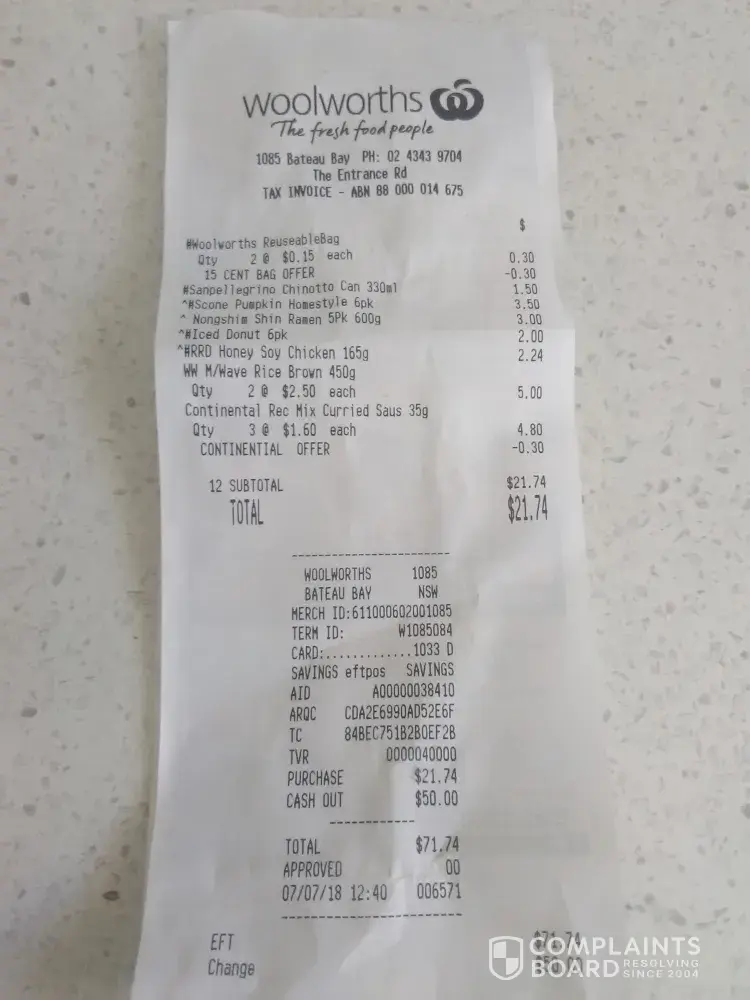 woolworths
The fresh food people
1085 Bateau Bay PH: 02 4343 9704
The Entrance Rd
TAX INVOICE - ABN 88 000 014 675
$
#Woolworths ReuseableBag
Qty 2 @ $0.15 each 0.30
15 CENT BAG OFFER -0.30
#Sanpellegrino Chinotto Can 330ml 1.50
^#Scone Pumpkin Homestyle 6pk 3.50
^ Nongshim Shin Ramen 5Pk 600g 3.00
^#Iced Donut 6pk 2.00
^#RRD Honey Soy Chicken 165g 2.24
WW M/Wave Rice Brown 450g
Qty 2 @ $2.50 each 5.00
Continental Rec Mix Curried Saus 35g
Qty 3 @ $1.60 each 4.80
CONTINENTIAL OFFER -0.30
12 SUBTOTAL $21.74
TOTAL $21.74
WOOLWORTHS 1085
BATEAU BAY NSW
MERCH ID:611000602001085
TERM ID: W1085084
CARD:.............1033 D
SAVINGS eftpos SAVINGS
AID A00000038410
ARQC CDA2E6990AD52E6F
TC 84BEC751B2B0EF2B
TVR 0000040000
PURCHASE $21.74
CASH OUT $50.00
TOTAL $71.74
APPROVED 00
07/07/18 12:40 006571
EFT $71.74
Change
COMPLAINTS
BOARD RESOLVING
SINCE 2004